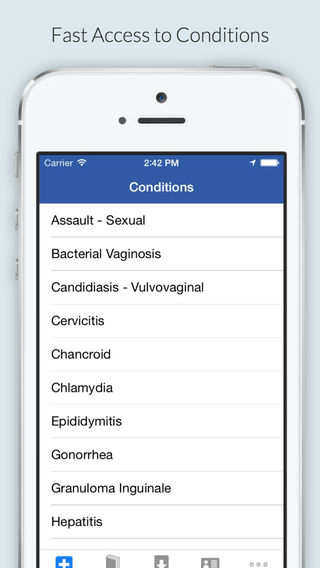 Fast Access to Conditions
Carrier 2:42 PM
Conditions
Assault - Sexual
Bacterial Vaginosis
Candidiasis - Vulvovaginal
Cervicitis
Chancroid
Chlamydia
Epididymitis
Gonorrhea
Granuloma Inguinale
Hepatitis